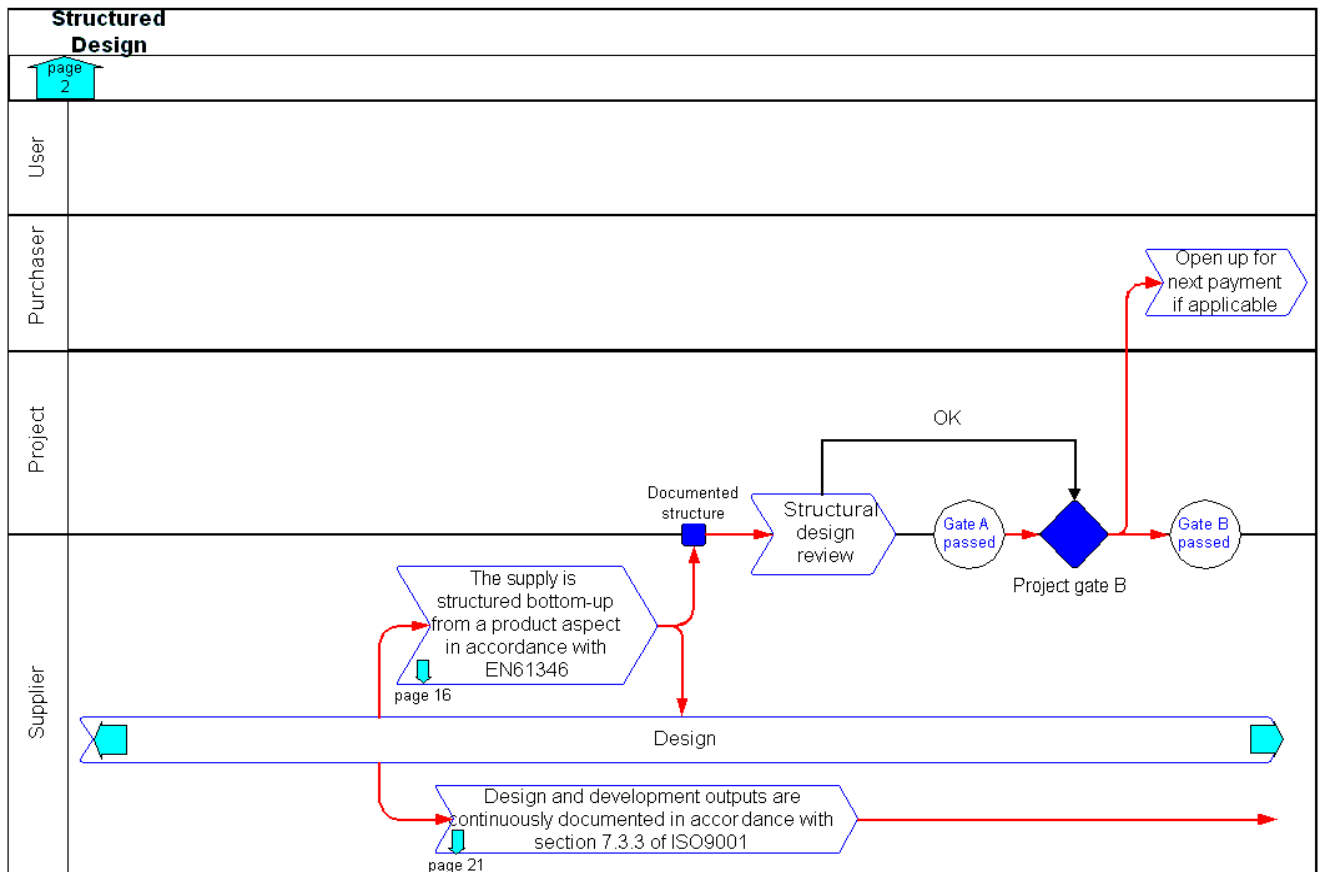 Structured
Design
page
2
User
Purchaser
Open up for
next payment
if applicable
Project
OK
Documented
structure
Structural
design
review
Gate A
passed
Gate B
passed
Project gate B
Supplier
The supply is
structured bottom-up
from a product aspect
in accordance with
EN61346
page 16
Design
Design and development outputs are
continuously documented in accordance with
section 7.3.3 of ISO9001
page 21